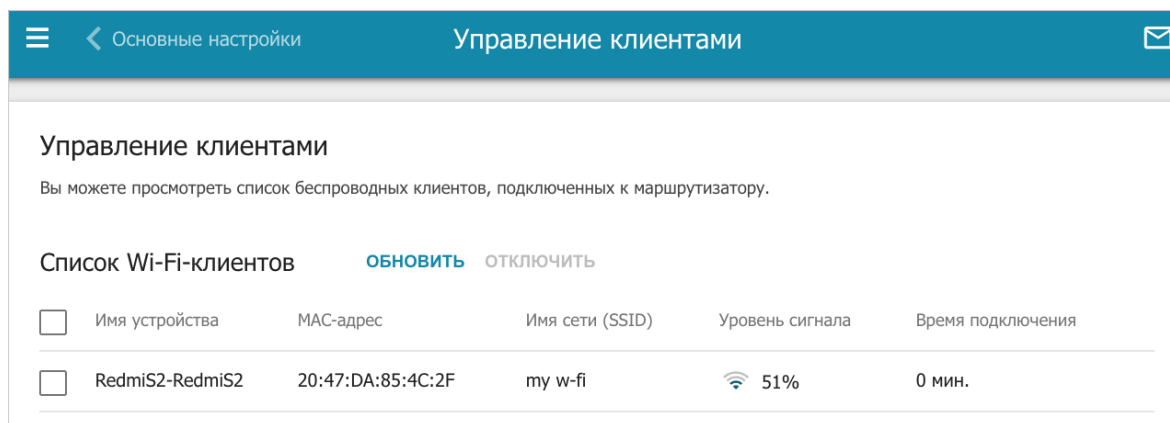 Основные настройки Управление клиентами
Управление клиентами
Вы можете просмотреть список беспроводных клиентов, подключенных к маршрутизатору.
Список Wi-Fi-клиентов ОБНОВИТЬ ОТКЛЮЧИТЬ
Имя устройства MAC-адрес Имя сети (SSID) Уровень сигнала Время подключения
RedmiS2-RedmiS2 20:47:DA:85:4C:2F my w-fi 51% 0 мин.